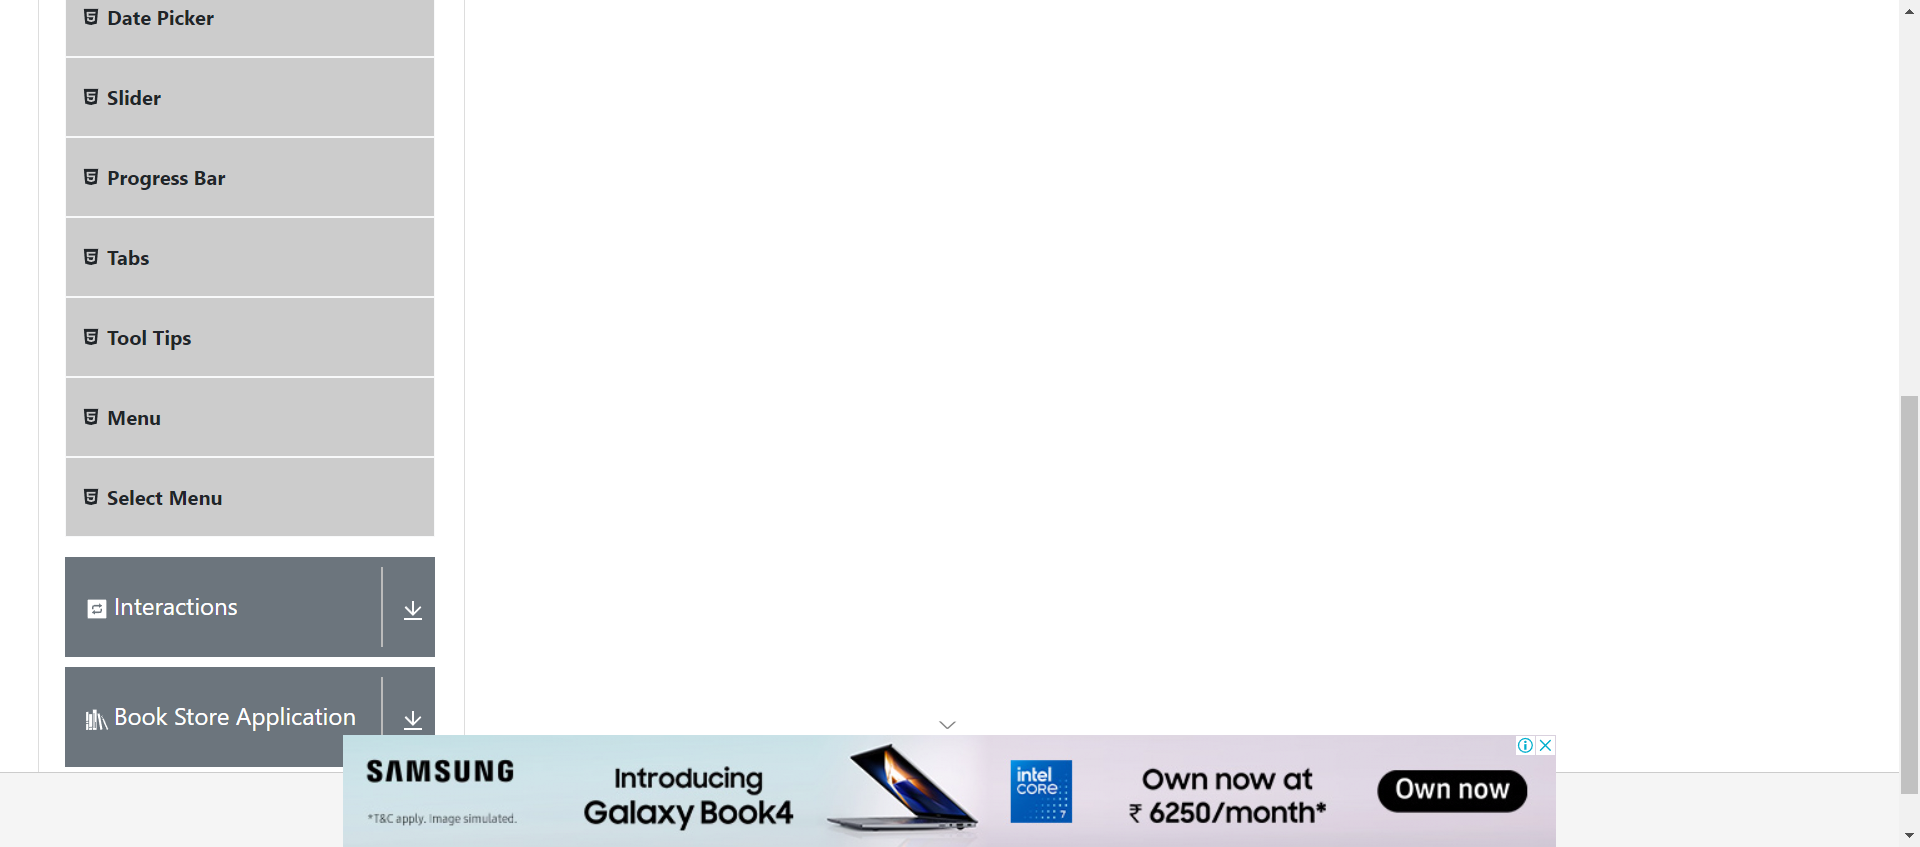 Date Picker
Slider
Progress Bar
Tabs
Tool Tips
Menu
Select Menu
Interactions
Book Store Application
SAMSUNG
*T&C apply. Image simulated.
Introducing
Galaxy Book4
intel
CORE
7
Own now at
₹ 6250/month*
Own now